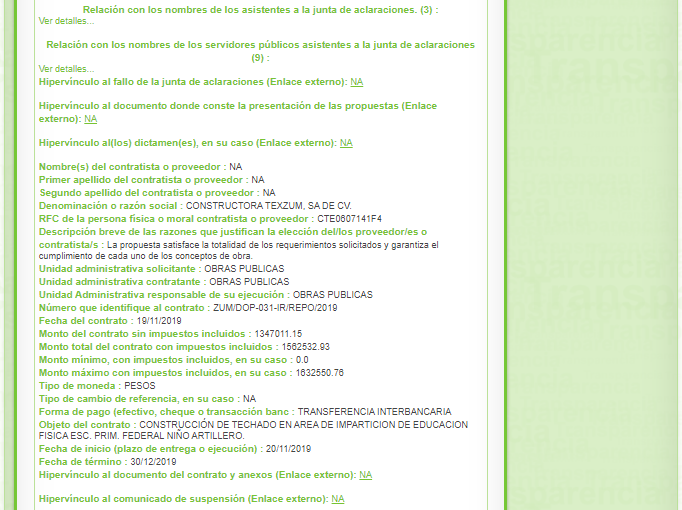 Relación con los nombres de los asistentes a la junta de aclaraciones. (3) :
Ver detalles...
Relación con los nombres de los servidores públicos asistentes a la junta de aclaraciones
(9) :
Ver detalles...
Hipervínculo al fallo de la junta de aclaraciones (Enlace externo): NA
Hipervínculo al documento donde conste la presentación de las propuestas (Enlace
externo): NA
Hipervínculo al(los) dictamen(es), en su caso (Enlace externo): NA
Nombre(s) del contratista o proveedor : NA
Primer apellido del contratista o proveedor : NA
Segundo apellido del contratista o proveedor : NA
Denominación o razón social : CONSTRUCTORA TEXZUM, SA DE CV.
RFC de la persona física o moral contratista o proveedor : CTE0607141F4
Descripción breve de las razones que justifican la elección del/los proveedor/es o
contratista/s : La propuesta satisface la totalidad de los requerimientos solicitados y garantiza el
cumplimiento de cada uno de los conceptos de obra.
Unidad administrativa solicitante : OBRAS PUBLICAS
Unidad administrativa contratante : OBRAS PUBLICAS
Unidad Administrativa responsable de su ejecución : OBRAS PUBLICAS
Número que identifique al contrato : ZUM/DOP-031-IR/REPO/2019
Fecha del contrato : 19/11/2019
Monto del contrato sin impuestos incluidos : 1347011.15
Monto total del contrato con impuestos incluidos : 1562532.93
Monto mínimo, con impuestos incluidos, en su caso : 0.0
Monto máximo con impuestos incluidos, en su caso : 1632550.76
Tipo de moneda : PESOS
Tipo de cambio de referencia, en su caso : NA
Forma de pago (efectivo, cheque o transacción banc : TRANSFERENCIA INTERBANCARIA
Objeto del contrato : CONSTRUCCIÓN DE TECHADO EN AREA DE IMPARTICION DE EDUCACION
FISICA ESC. PRIM. FEDERAL NIÑO ARTILLERO.
Fecha de inicio (plazo de entrega o ejecución) : 20/11/2019
Fecha de término : 30/12/2019
Hipervínculo al documento del contrato y anexos (Enlace externo): NA
Hipervínculo al comunicado de suspensión (Enlace externo): NA